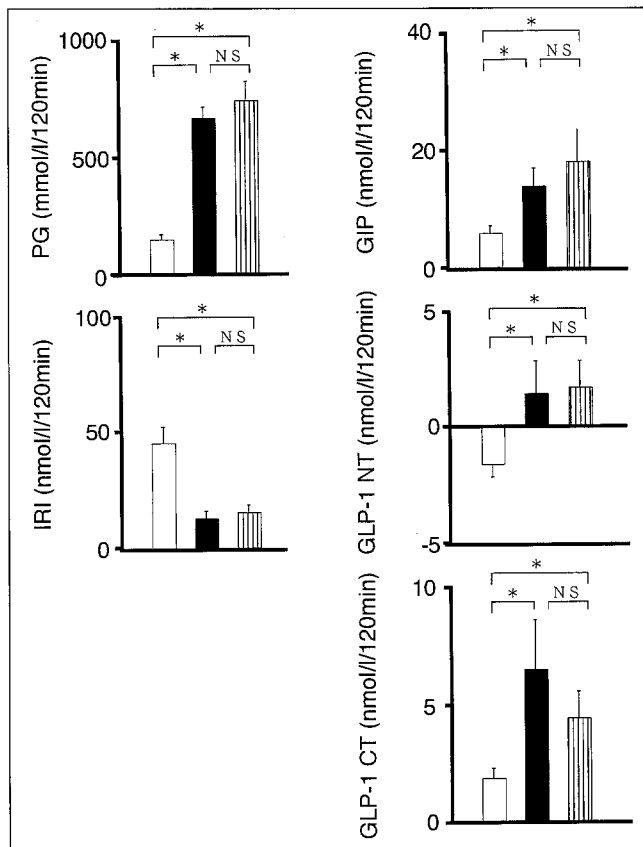 PG (mmol/l/120min)
1000
500
0
*
*
NS
GIP (nmol/l/120min)
40
20
0
*
*
NS
IRI (nmol/l/120min)
100
50
0
*
*
NS
GLP-1 NT (nmol/l/120min)
5
0
-5
*
*
NS
GLP-1 CT (nmol/l/120min)
10
5
0
*
*
NS